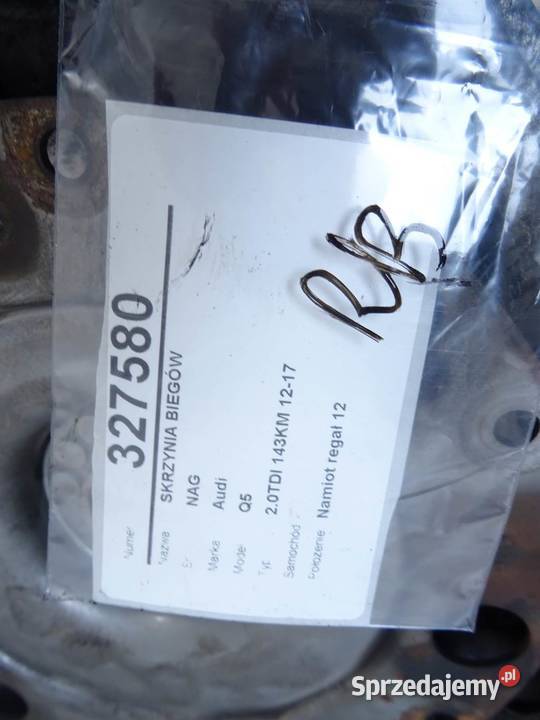 Numer 327580
Nazwa SKRZYNIA BIEGÓW
NAG
Marka Audi
Model Q5
Typ 2.0TDI 143KM 12-17
Samochód
Położenie Namiot regał 12
RB
Sprzedajemy.pl